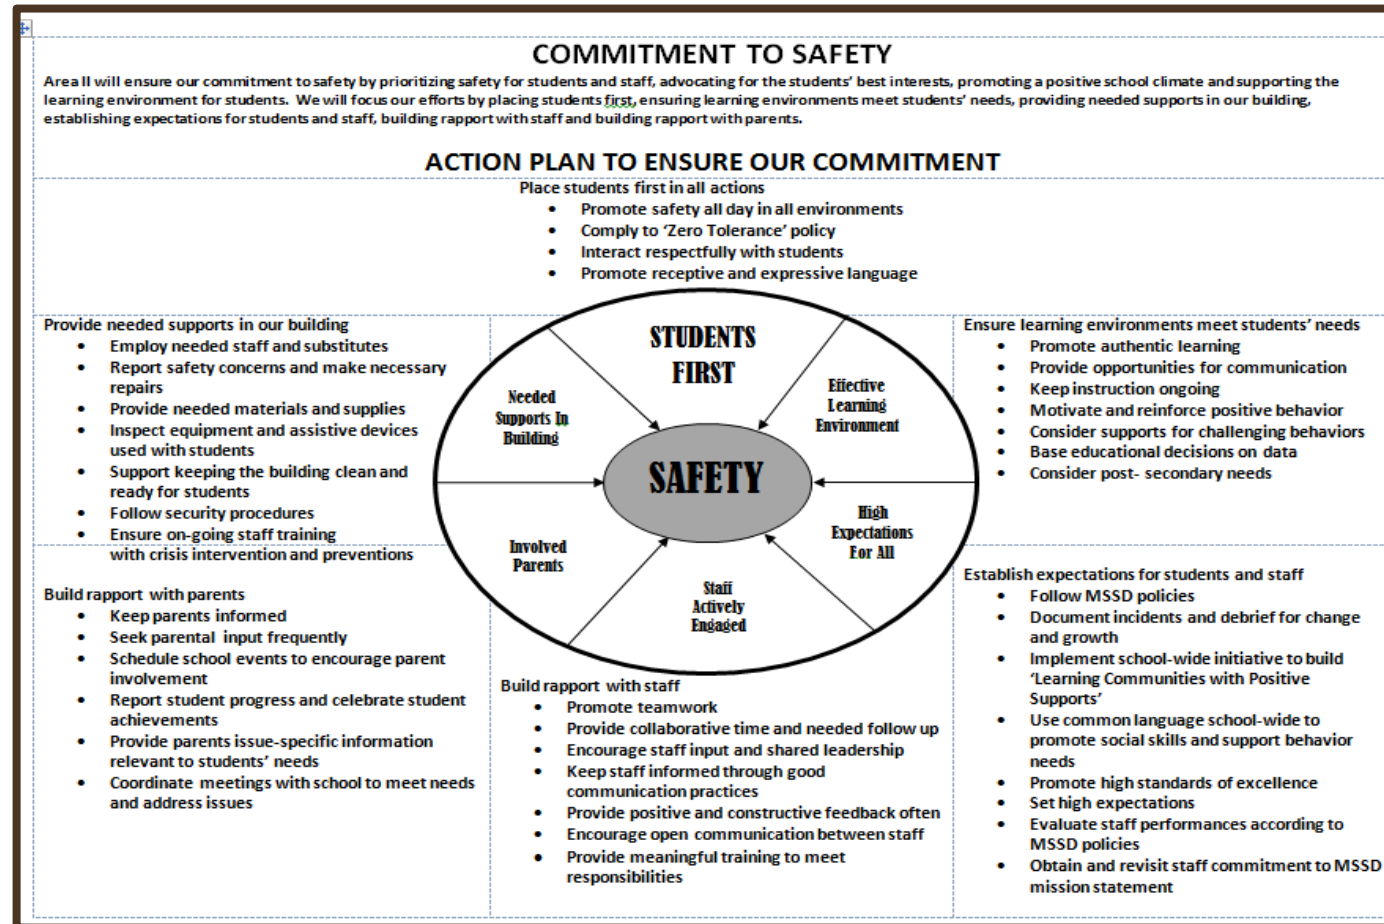 COMMITMENT TO SAFETY
Area II will ensure our commitment to safety by prioritizing safety for students and staff, advocating for the students' best interests, promoting a positive school climate and supporting the
learning environment for students. We will focus our efforts by placing students first, ensuring learning environments meet students' needs, providing needed supports in our building,
establishing expectations for students and staff, building rapport with staff and building rapport with parents.
ACTION PLAN TO ENSURE OUR COMMITMENT
Place students first in all actions
• Promote safety all day in all environments
• Comply to 'Zero Tolerance' policy
• Interact respectfully with students
• Promote receptive and expressive language
Provide needed supports in our building
• Employ needed staff and substitutes
• Report safety concerns and make necessary
repairs
• Provide needed materials and supplies
• Inspect equipment and assistive devices
used with students
• Support keeping the building clean and
ready for students
• Follow security procedures
• Ensure on-going staff training
with crisis intervention and preventions
STUDENTS
FIRST
Needed
Supports In
Building
Effective
Learning
Environment
SAFETY
Involved
Parents
High
Expectations
For All
Staff
Actively
Engaged
Ensure learning environments meet students' needs
• Promote authentic learning
• Provide opportunities for communication
• Keep instruction ongoing
• Motivate and reinforce positive behavior
• Consider supports for challenging behaviors
• Base educational decisions on data
• Consider post- secondary needs
Build rapport with parents
• Keep parents informed
• Seek parental input frequently
• Schedule school events to encourage parent
involvement
• Report student progress and celebrate student
achievements
• Provide parents issue-specific information
relevant to students' needs
• Coordinate meetings with school to meet needs
and address issues
Build rapport with staff
• Promote teamwork
• Provide collaborative time and needed follow up
• Encourage staff input and shared leadership
• Keep staff informed through good
communication practices
• Provide positive and constructive feedback often
• Encourage open communication between staff
• Provide meaningful training to meet
responsibilities
Establish expectations for students and staff
• Follow MSSD policies
• Document incidents and debrief for change
and growth
• Implement school-wide initiative to build
'Learning Communities with Positive
Supports'
• Use common language school-wide to
promote social skills and support behavior
needs
• Promote high standards of excellence
• Set high expectations
• Evaluate staff performances according to
MSSD policies
• Obtain and revisit staff commitment to MSSD
mission statement